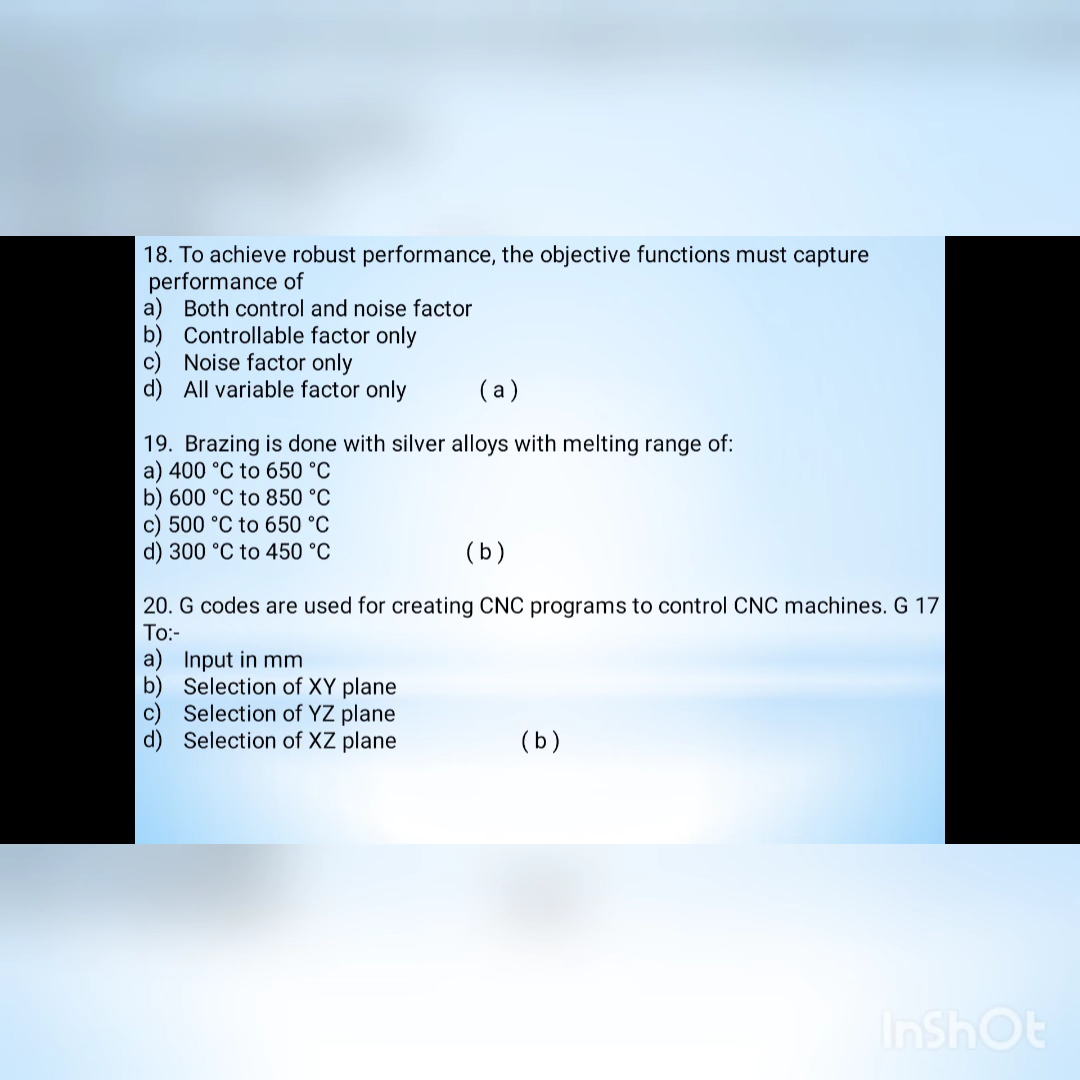 18. To achieve robust performance, the objective functions must capture
performance of
a) Both control and noise factor
b) Controllable factor only
c) Noise factor only
d) All variable factor only ( a )
19. Brazing is done with silver alloys with melting range of:
a) 400 °C to 650 °C
b) 600 °C to 850 °C
c) 500 °C to 650 °C
d) 300 °C to 450 °C ( b )
20. G codes are used for creating CNC programs to control CNC machines. G 17
To:-
a) Input in mm
b) Selection of XY plane
c) Selection of YZ plane
d) Selection of XZ plane ( b )
InShOt